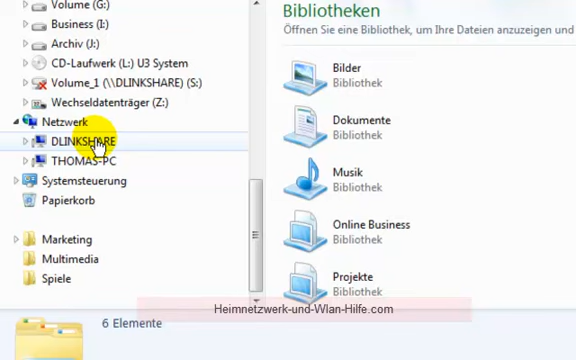 Volume (G:)
Business (I:)
Archiv (J:)
CD-Laufwerk (L:) U3 System
Volume_1 (\\DLINKSHARE) (S:)
Wechseldatenträger (Z:)
Netzwerk
DLINKSHARE
THOMAS-PC
Systemsteuerung
Papierkorb
Marketing
Multimedia
Spiele
Bibliotheken
Öffnen Sie eine Bibliothek, um Ihre Dateien anzuzeigen und
Bilder
Bibliothek
Dokumente
Bibliothek
Musik
Bibliothek
Online Business
Bibliothek
Projekte
Bibliothek
Heimnetzwerk-und-Wlan-Hilfe.com
6 Elemente